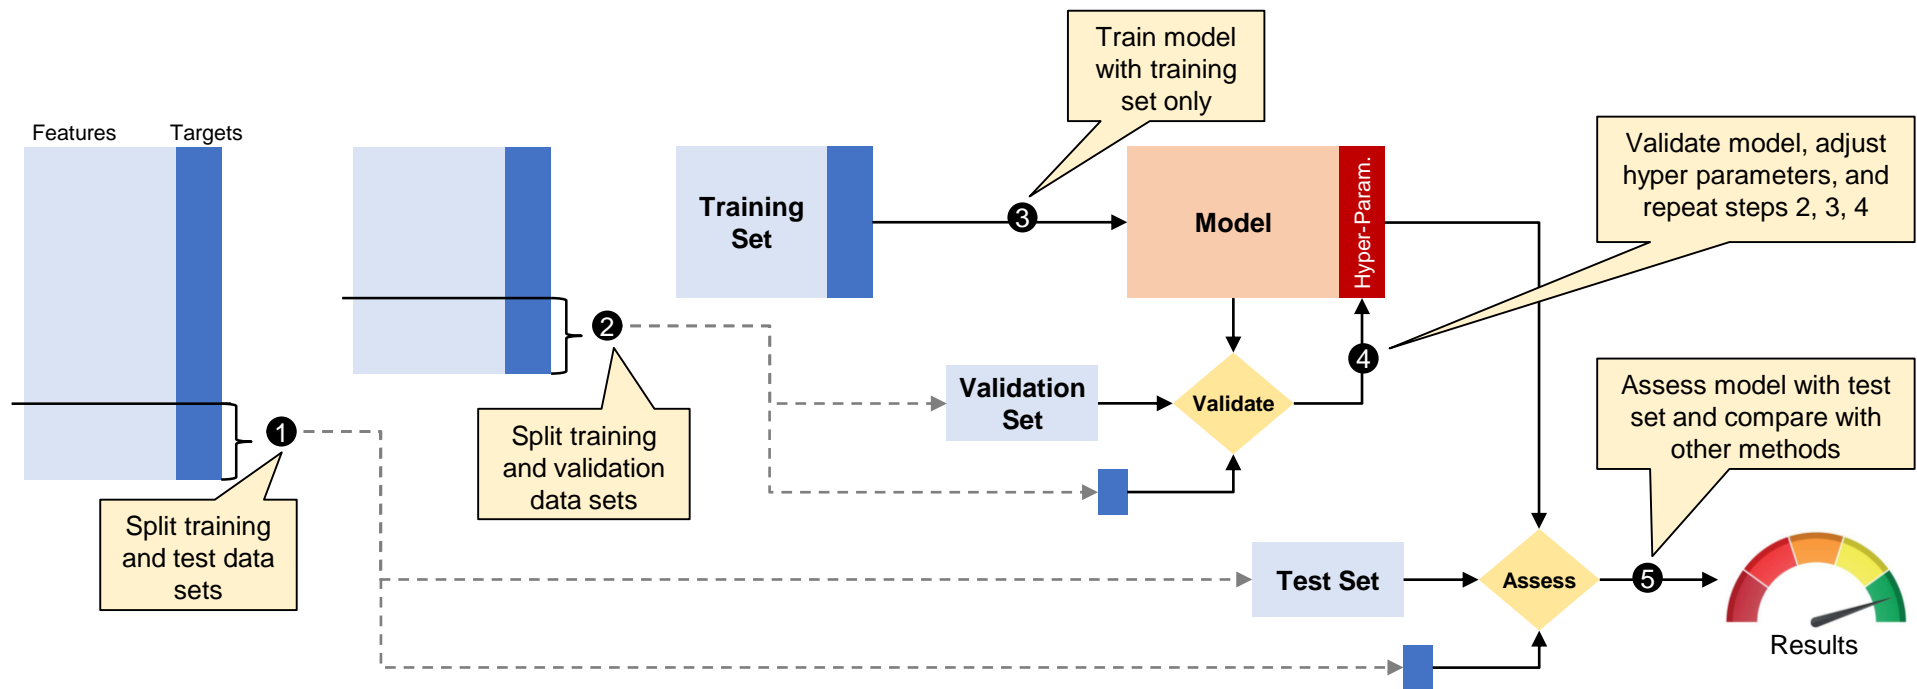 Features
Targets
1
Split training
and test data
sets
2
Split training
and validation
data sets
Training
Set
3
Train model
with training
set only
Model
Hyper-Param.
Validation
Set
Validate
4
Validate model, adjust
hyper parameters, and
repeat steps 2, 3, 4
Test Set
Assess
5
Assess model with test
set and compare with
other methods
Results